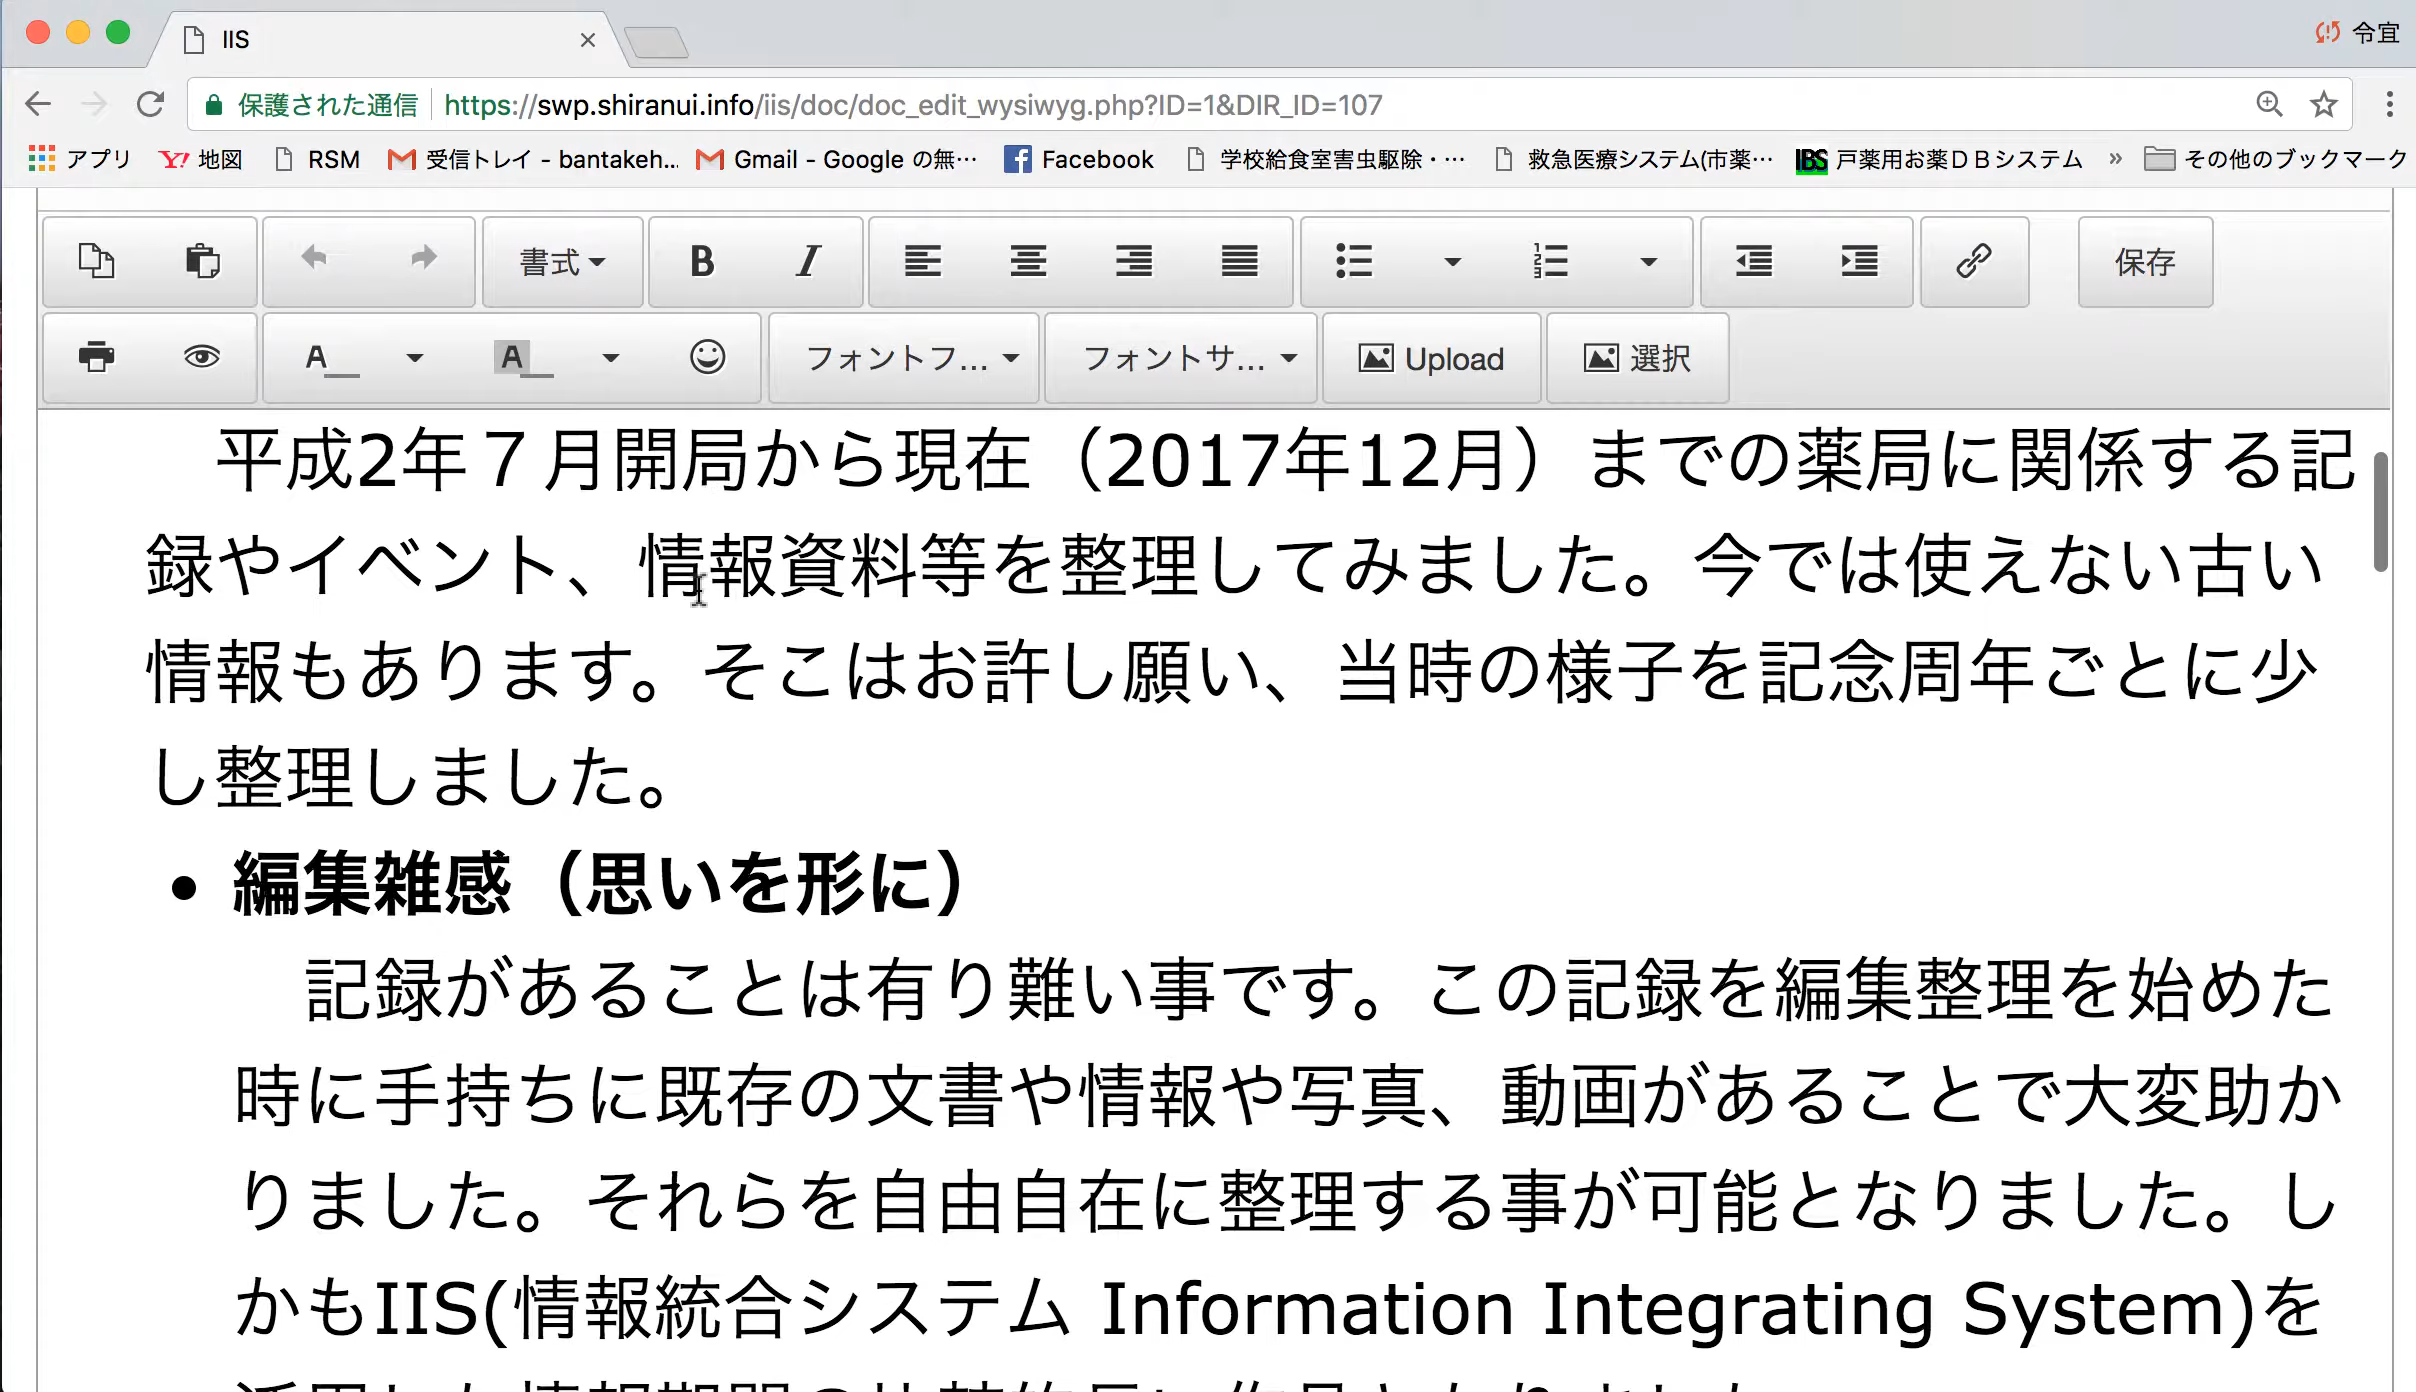 IIS
令宜
保護された通信 https://swp.shiranui.info/iis/doc/doc_edit_wysiwyg.php?ID=1&DIR_ID=107
アプリ Y! 地図 RSM 受信トレイ - bantakeh... Gmail - Google の無… Facebook 学校給食室害虫駆除・… 救急医療システム(市薬… IBS 戸薬用お薬ＤＢシステム » その他のブックマーク
書式 B I 保存
A A フォントフ... フォントサ... Upload 選択
平成2年７月開局から現在（2017年12月）までの薬局に関係する記
録やイベント、情報資料等を整理してみました。今では使えない古い
情報もあります。そこはお許し願い、当時の様子を記念周年ごとに少
し整理しました。
• 編集雑感（思いを形に）
記録があることは有り難い事です。この記録を編集整理を始めた
時に手持ちに既存の文書や情報や写真、動画があることで大変助か
りました。それらを自由自在に整理する事が可能となりました。し
かもIIS(情報統合システム Information Integrating System)を